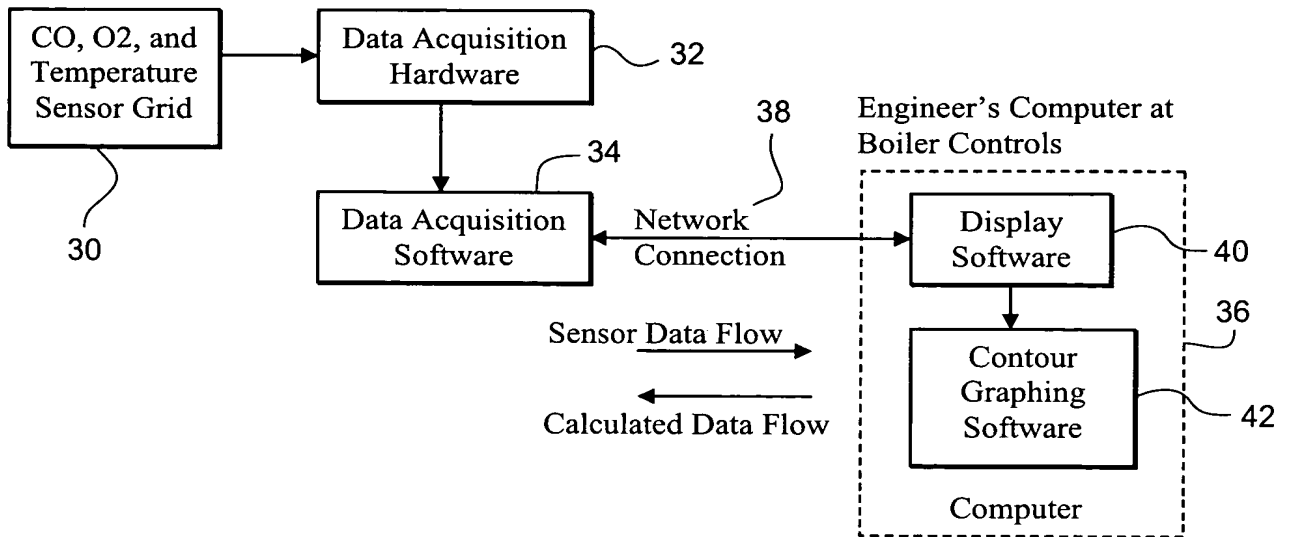 CO, O2, and
Temperature
Sensor Grid
30
Data Acquisition
Hardware
32
Data Acquisition
Software
34
38
Network
Connection
Engineer's Computer at
Boiler Controls
Display
Software
40
36
Contour
Graphing
Software
42
Computer
Sensor Data Flow
Calculated Data Flow